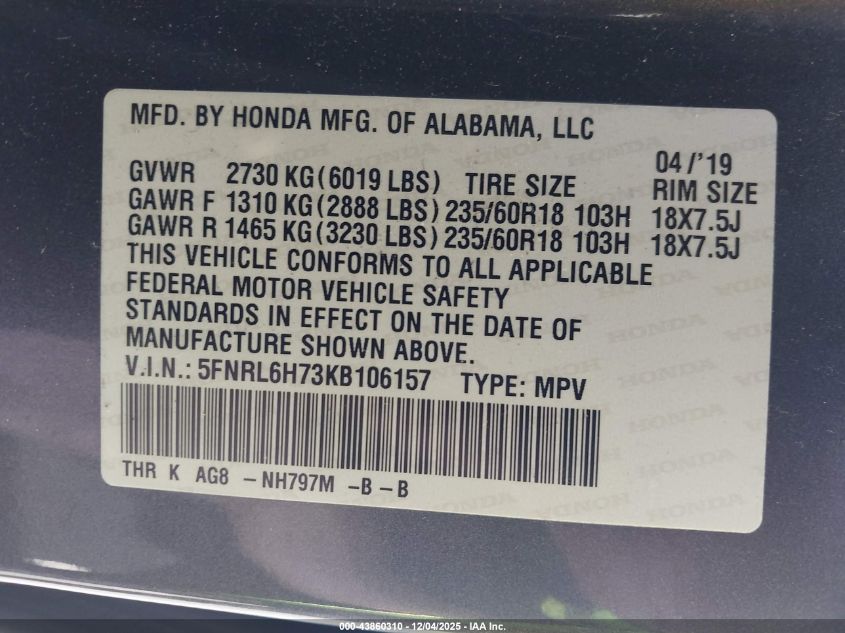 MFD. BY HONDA MFG. OF ALABAMA, LLC
04/'19
GVWR 2730 KG(6019 LBS) TIRE SIZE RIM SIZE
GAWR F 1310 KG(2888 LBS)235/60R18 103H 18X7.5J
GAWR R 1465 KG(3230 LBS)235/60R18 103H 18X7.5J
THIS VEHICLE CONFORMS TO ALL APPLICABLE
FEDERAL MOTOR VEHICLE SAFETY
STANDARDS IN EFFECT ON THE DATE OF
MANUFACTURE SHOWN ABOVE.
V.I.N.: 5FNRL6H73KB106157 TYPE: MPV
THR K AG8 -NH797M -B-B
000-43860310 - 12/04/2025 - IAA Inc.